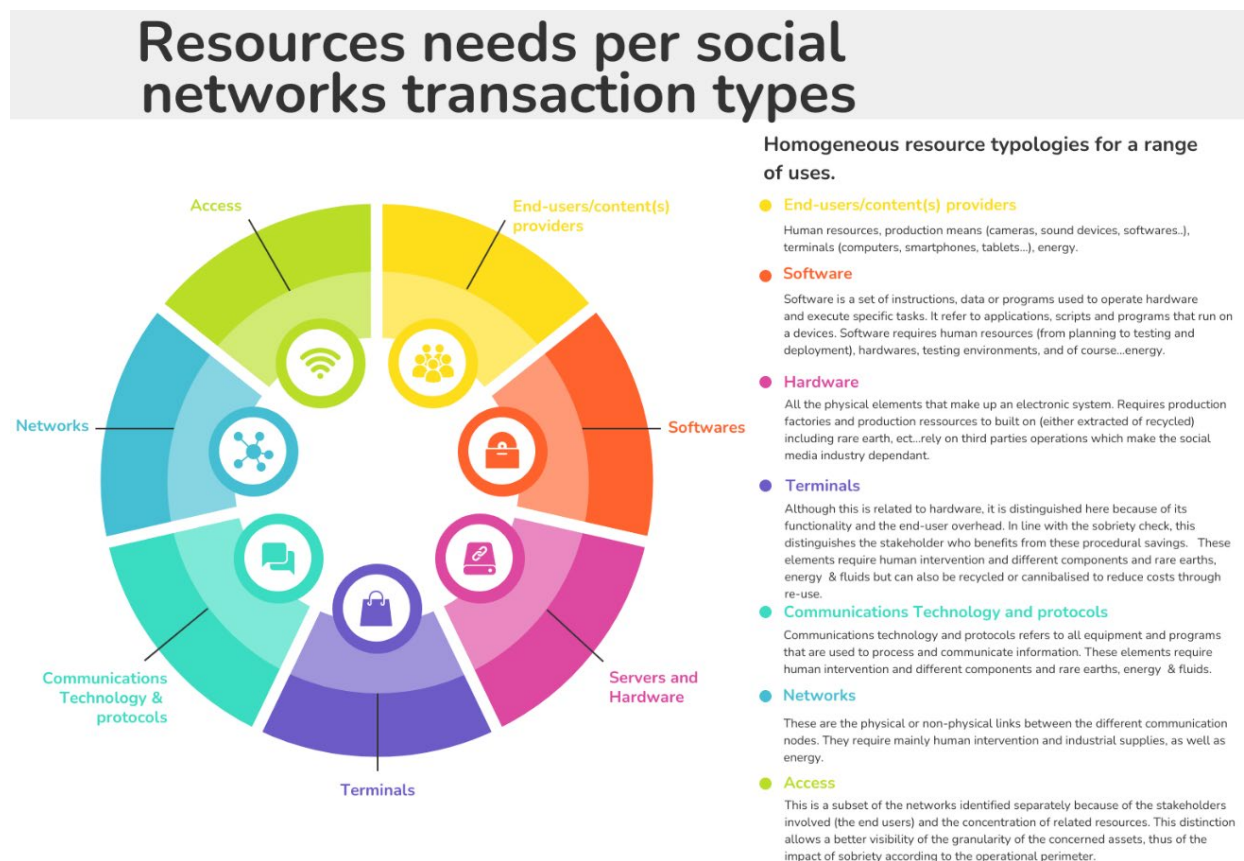 Resources needs per social
networks transaction types
Access
End-users/content(s)
providers
Networks
Softwares
Communications
Technology &
protocols
Servers and
Hardware
Terminals
Homogeneous resource typologies for a range
of uses.
End-users/content(s) providers
Human resources, production means (cameras, sound devices, softwares..),
terminals (computers, smartphones, tablets...), energy.
Software
Software is a set of instructions, data or programs used to operate hardware
and execute specific tasks. It refer to applications, scripts and programs that run on
a devices. Software requires human resources (from planning to testing and
deployment), hardwares, testing environments, and of course...energy.
Hardware
All the physical elements that make up an electronic system. Requires production
factories and production ressources to built on (either extracted of recycled)
including rare earth, ect...rely on third parties operations which make the social
media industry dependant.
Terminals
Although this is related to hardware, it is distinguished here because of its
functionality and the end-user overhead. In line with the sobriety check, this
distinguishes the stakeholder who benefits from these procedural savings. These
elements require human intervention and different components and rare earths,
energy & fluids but can also be recycled or cannibalised to reduce costs through
re-use.
Communications Technology and protocols
Communications technology and protocols refers to all equipment and programs
that are used to process and communicate information. These elements require
human intervention and different components and rare earths, energy & fluids.
Networks
These are the physical or non-physical links between the different communication
nodes. They require mainly human intervention and industrial supplies, as well as
energy.
Access
This is a subset of the networks identified separately because of the stakeholders
involved (the end users) and the concentration of related resources. This distinction
allows a better visibility of the granularity of the concerned assets, thus of the
impact of sobriety according to the operational perimeter.